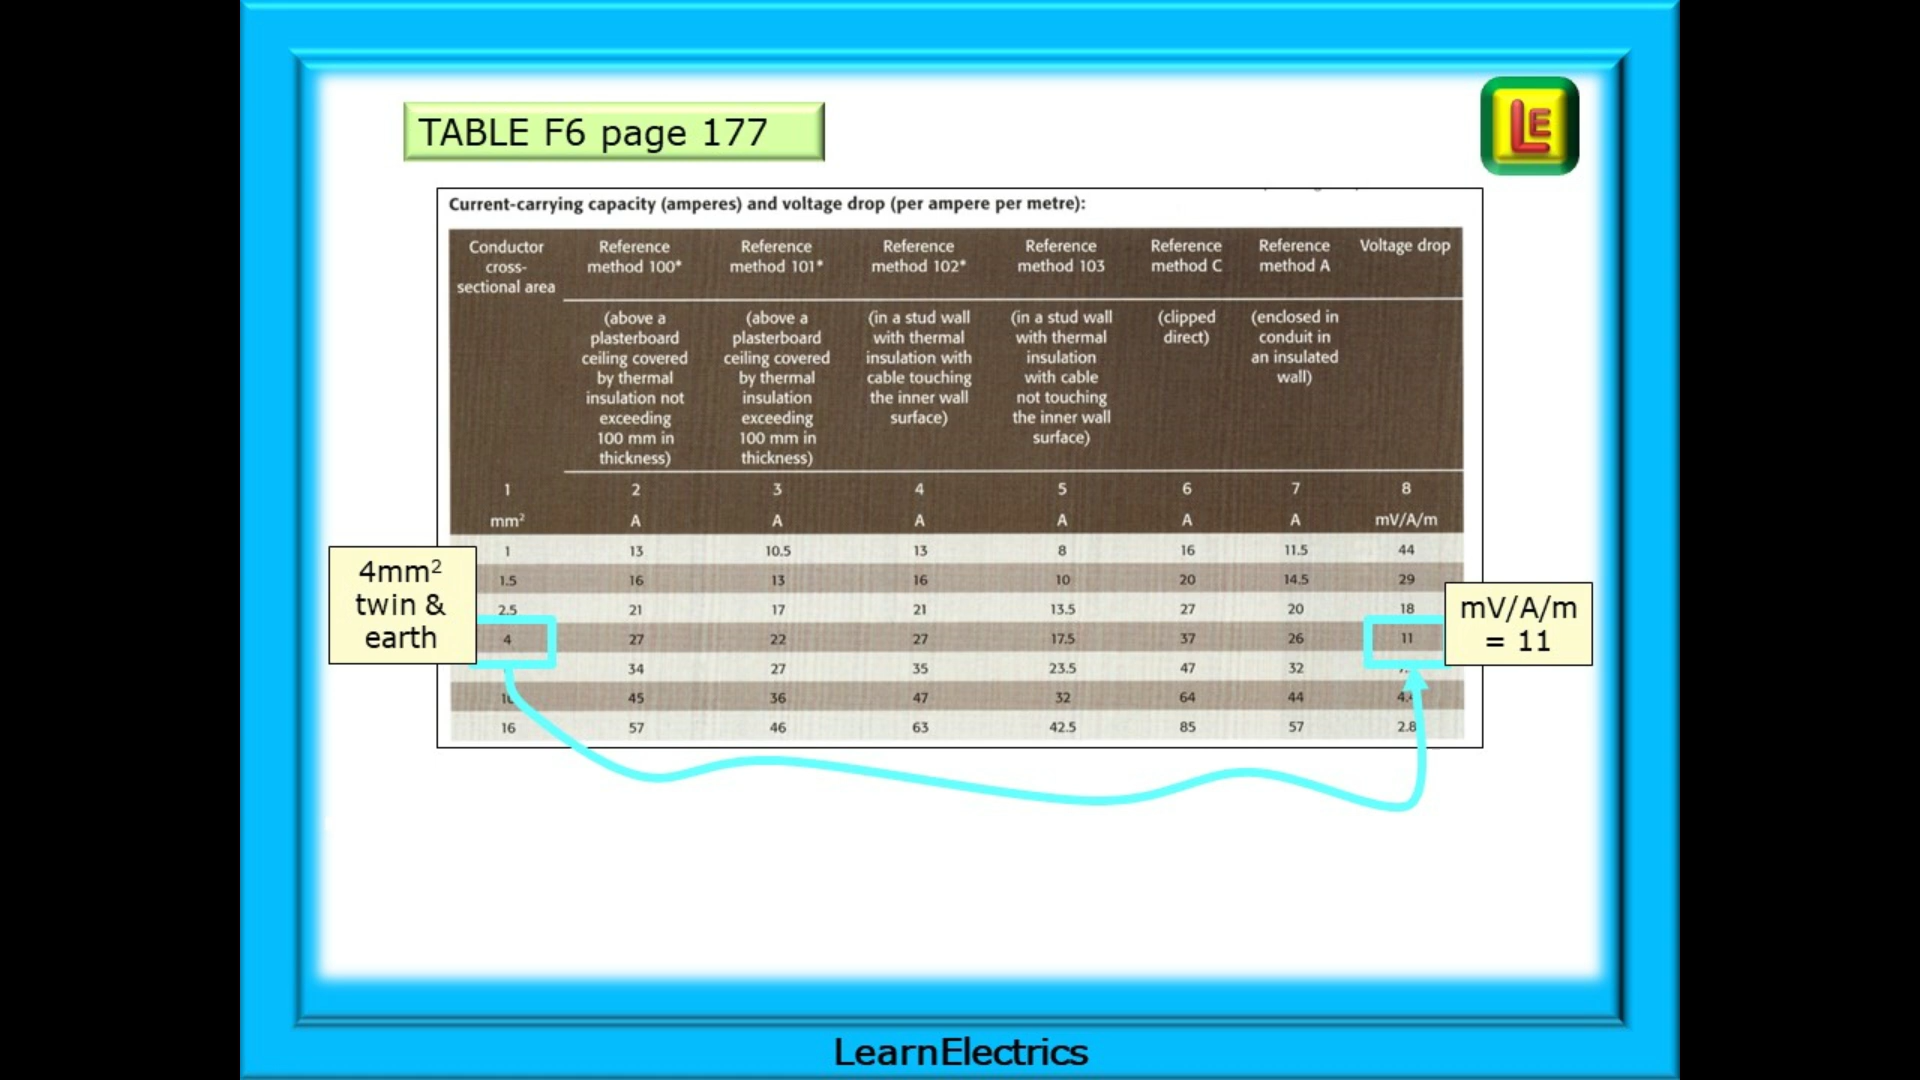 TABLE F6 page 177
LE
Current-carrying capacity (amperes) and voltage drop (per ampere per metre):
Conductor cross-sectional area
Reference method 100*
Reference method 101*
Reference method 102*
Reference method 103
Reference method C
Reference method A
Voltage drop
(above a plasterboard ceiling covered by thermal insulation not exceeding 100 mm in thickness)
(above a plasterboard ceiling covered by thermal insulation exceeding 100 mm in thickness)
(in a stud wall with thermal insulation with cable touching the inner wall surface)
(in a stud wall with thermal insulation with cable not touching the inner wall surface)
(clipped direct)
(enclosed in conduit in an insulated wall)
1 2 3 4 5 6 7 8
mm² A A A A A A mV/A/m
1 13 10.5 13 8 16 11.5 44
1.5 16 13 16 10 20 14.5 29
2.5 21 17 21 13.5 27 20 18
4 27 22 27 17.5 37 26 11
34 27 35 23.5 47 32
45 36 47 32 64 44
16 57 46 63 42.5 85 57 2.8
4mm²
twin &
earth
mV/A/m
= 11
LearnElectrics